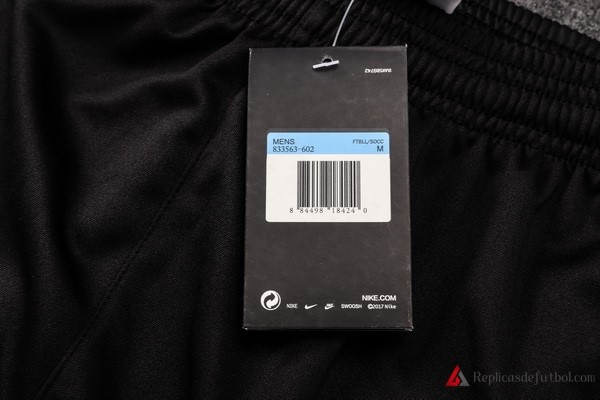 MENS FTBLL/SOCC
833563-602 M
8 84498 18424 0
NIKE.COM
NIKE SWOOSH ©2017 Nike
Replicasdefutbol.com